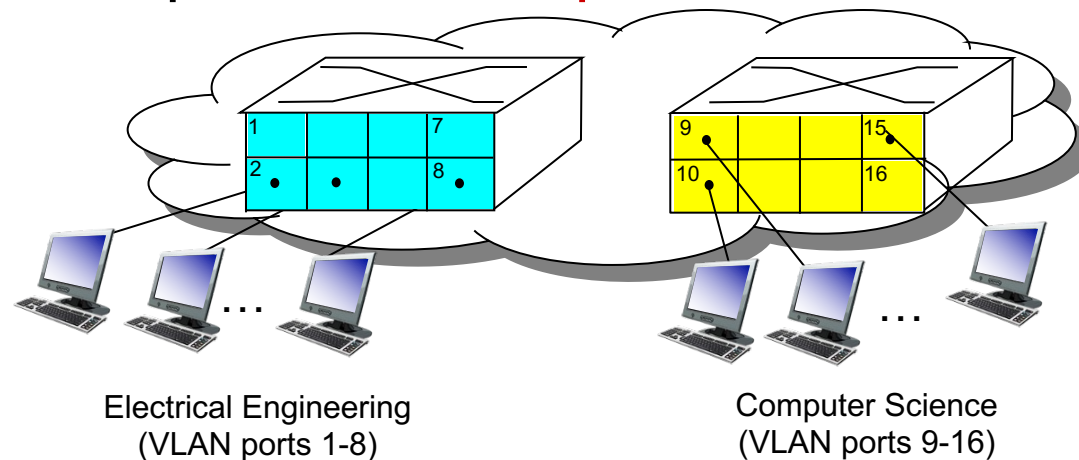 1 7
2 8
9 15
10 16
... ...
Electrical Engineering
(VLAN ports 1-8)
Computer Science
(VLAN ports 9-16)